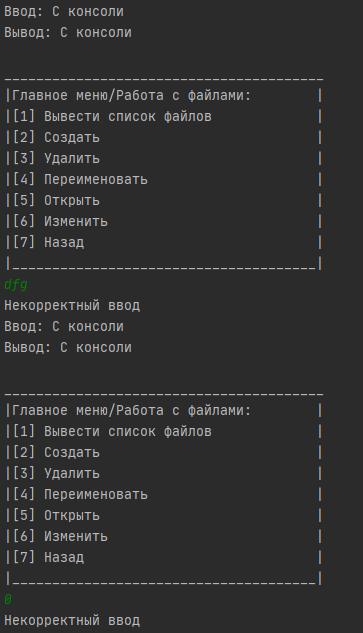 Ввод: С консоли
Вывод: С консоли
________________________________________
|Главное меню/Работа с файлами:        |
|[1] Вывести список файлов             |
|[2] Создать                           |
|[3] Удалить                           |
|[4] Переименовать                     |
|[5] Открыть                           |
|[6] Изменить                          |
|[7] Назад                             |
|______________________________________|
dfg
Некорректный ввод
Ввод: С консоли
Вывод: С консоли
________________________________________
|Главное меню/Работа с файлами:        |
|[1] Вывести список файлов             |
|[2] Создать                           |
|[3] Удалить                           |
|[4] Переименовать                     |
|[5] Открыть                           |
|[6] Изменить                          |
|[7] Назад                             |
|______________________________________|
0
Некорректный ввод